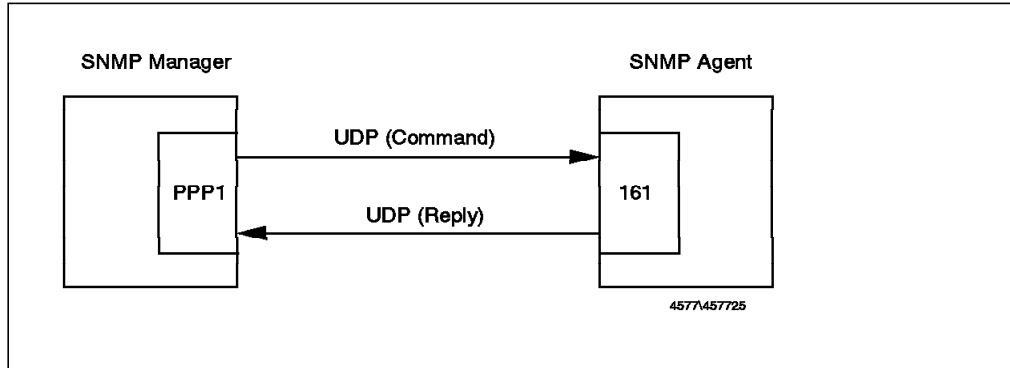 SNMP Manager
SNMP Agent
UDP (Command)
PPP1
161
UDP (Reply)
4577\457725